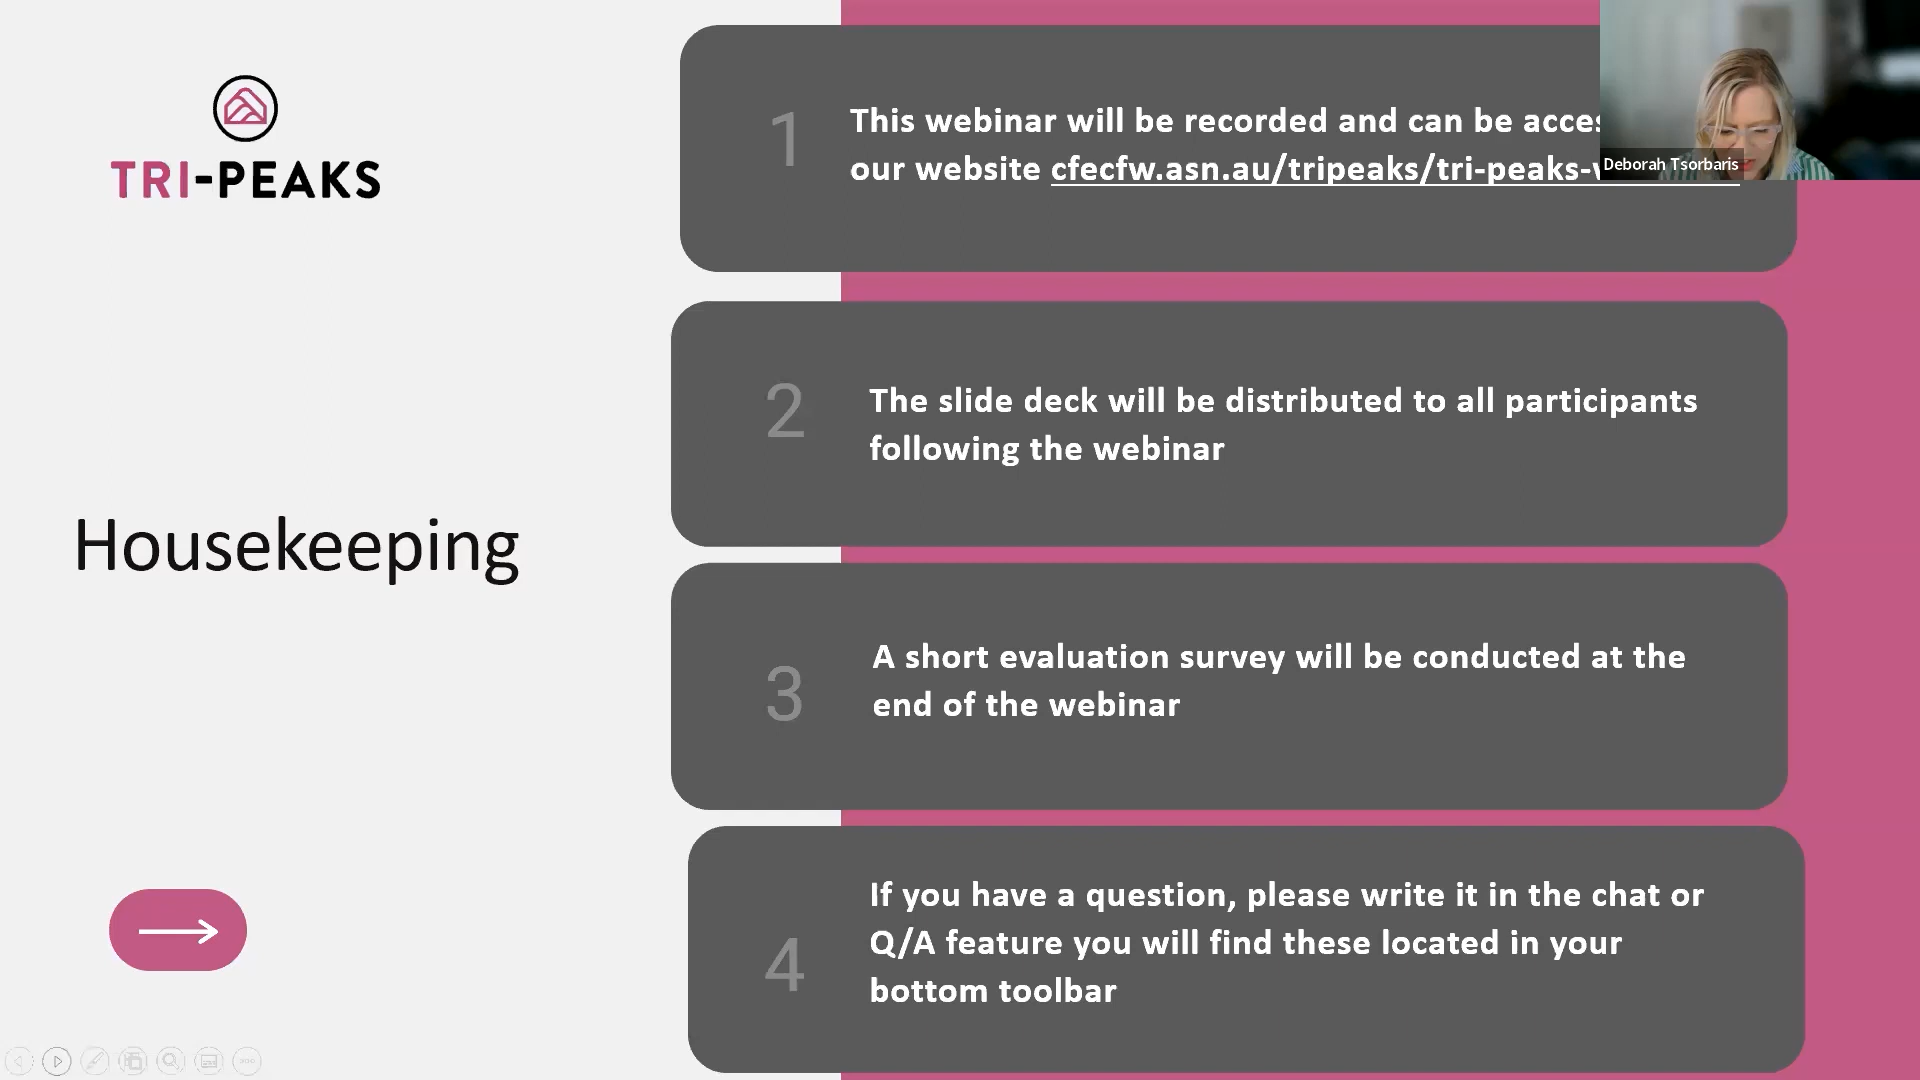 TRI-PEAKS
Housekeeping
1
This webinar will be recorded and can be
our website cfecfw.asn.au/tripeaks/tri-peaks-
Deborah Tsorbaris
2
The slide deck will be distributed to all participants
following the webinar
3
A short evaluation survey will be conducted at the
end of the webinar
4
If you have a question, please write it in the chat or
Q/A feature you will find these located in your
bottom toolbar